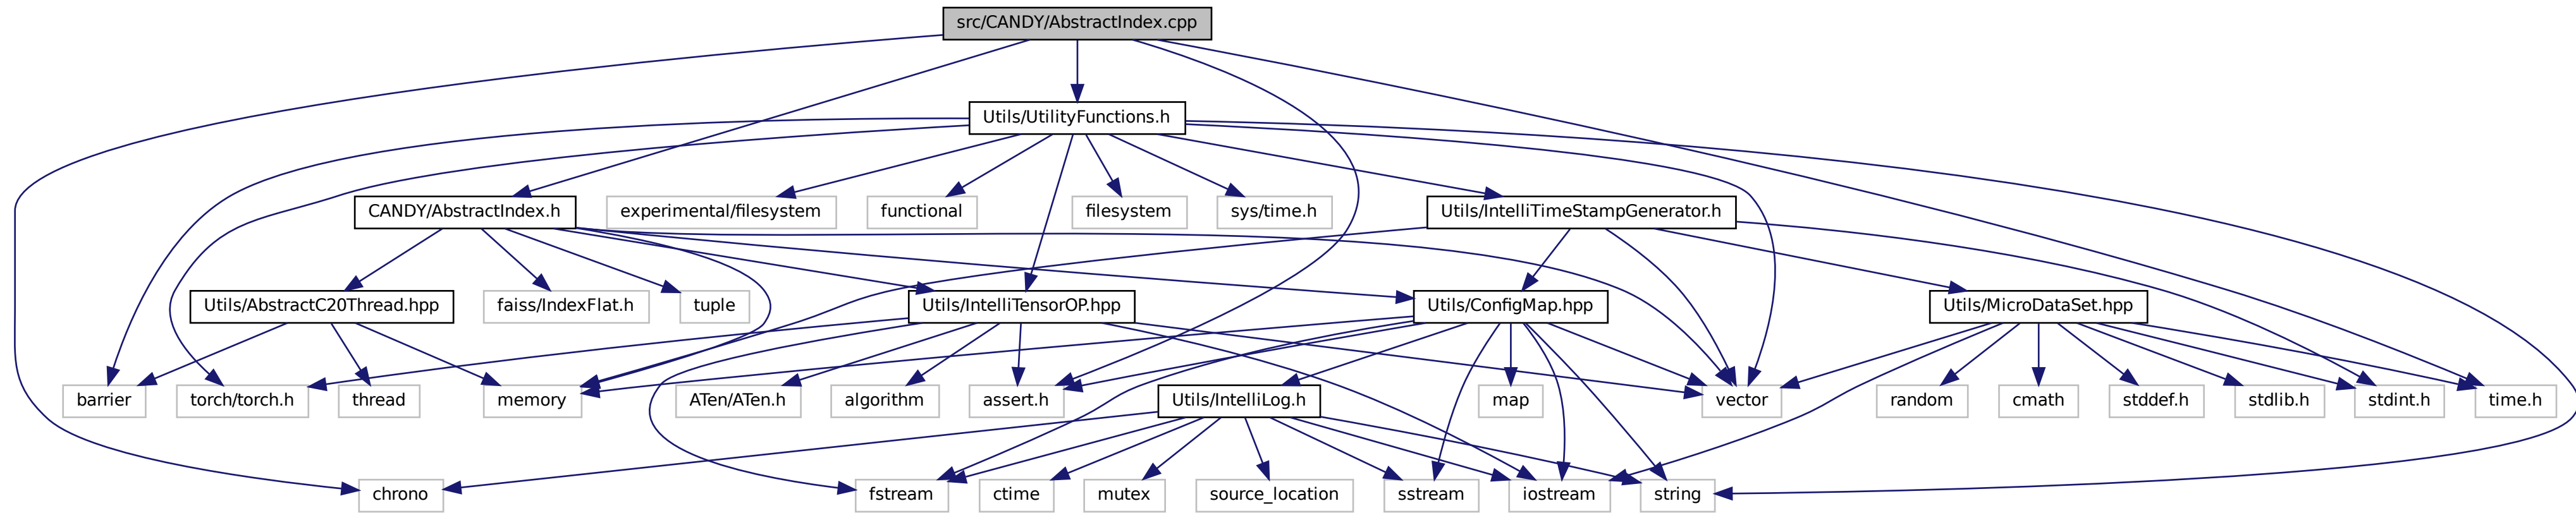 src/CANDY/AbstractIndex.cpp
Utils/UtilityFunctions.h
CANDY/AbstractIndex.h
experimental/filesystem
functional
filesystem
sys/time.h
Utils/IntelliTimeStampGenerator.h
Utils/AbstractC20Thread.hpp
faiss/IndexFlat.h
tuple
Utils/IntelliTensorOP.hpp
Utils/ConfigMap.hpp
Utils/MicroDataSet.hpp
barrier
torch/torch.h
thread
memory
ATen/ATen.h
algorithm
assert.h
Utils/IntelliLog.h
map
vector
random
cmath
stddef.h
stdlib.h
stdint.h
time.h
chrono
fstream
ctime
mutex
source_location
sstream
iostream
string